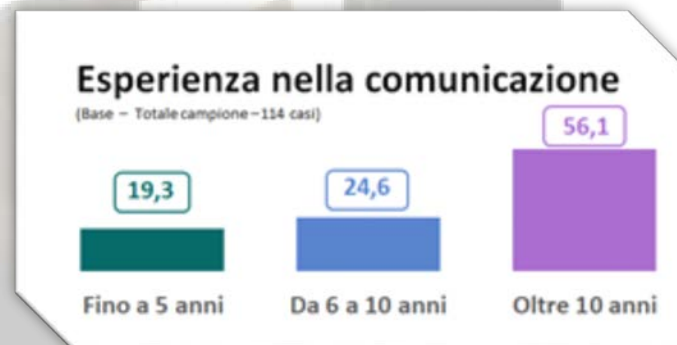 Esperienza nella comunicazione
(Base – Totale campione –114 casi)
56,1
19,3
24,6
Fino a 5 anni
Da 6 a 10 anni
Oltre 10 anni